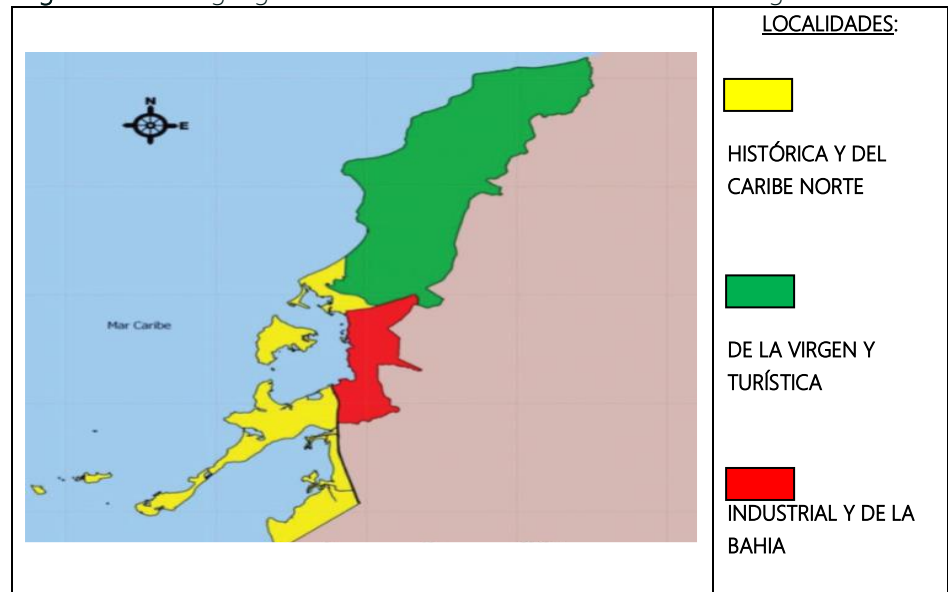 LOCALIDADES:
N
E
HISTÓRICA Y DEL
CARIBE NORTE
Mar Caribe
DE LA VIRGEN Y
TURÍSTICA
INDUSTRIAL Y DE LA
BAHIA